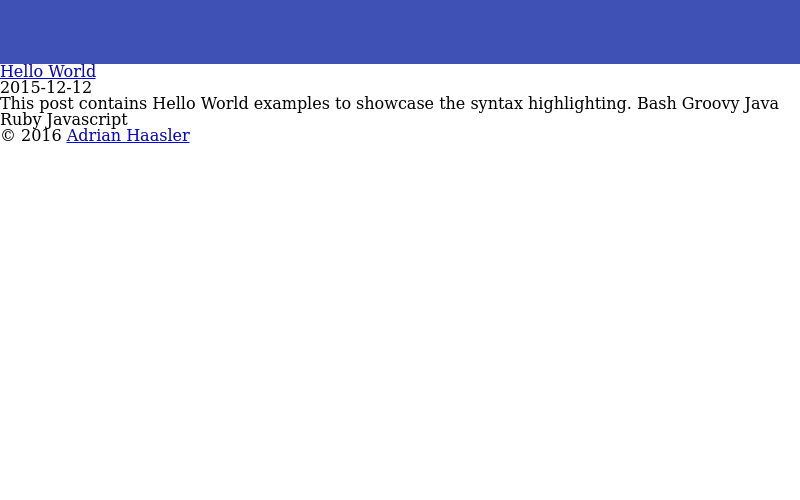 Hello World
2015-12-12
This post contains Hello World examples to showcase the syntax highlighting. Bash Groovy Java
Ruby Javascript
© 2016 Adrian Haasler